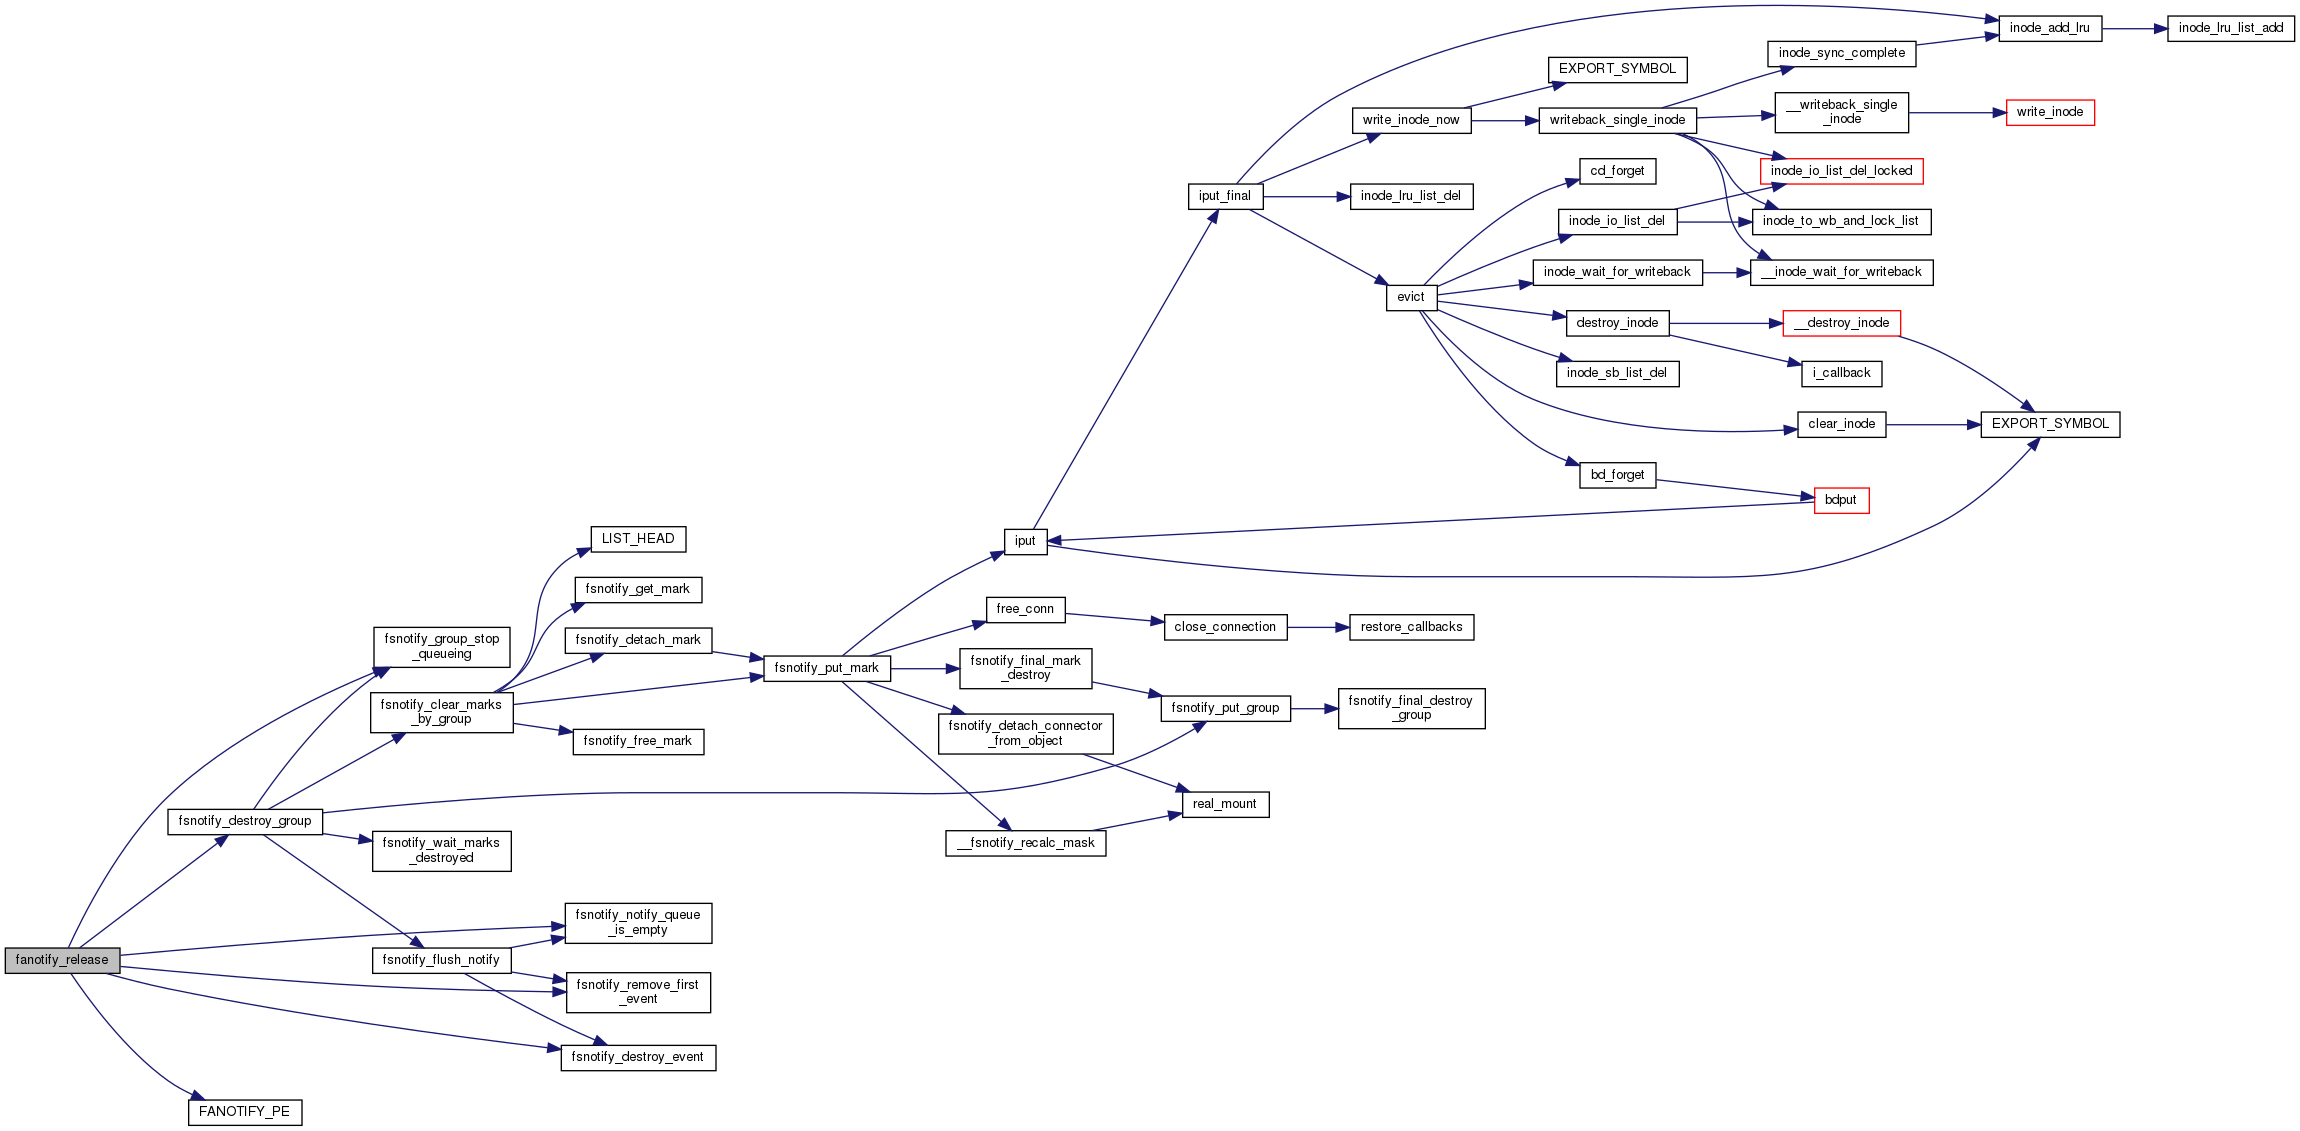 inode_add_lru
inode_lru_list_add
inode_sync_complete
EXPORT_SYMBOL
__writeback_single
_inode
write_inode
write_inode_now
writeback_single_inode
cd_forget
inode_io_list_del_locked
iput_final
inode_lru_list_del
inode_io_list_del
inode_to_wb_and_lock_list
inode_wait_for_writeback
__inode_wait_for_writeback
evict
destroy_inode
__destroy_inode
inode_sb_list_del
i_callback
clear_inode
EXPORT_SYMBOL
bd_forget
bdput
LIST_HEAD
iput
fsnotify_get_mark
free_conn
fsnotify_group_stop
_queueing
fsnotify_detach_mark
close_connection
restore_callbacks
fsnotify_put_mark
fsnotify_final_mark
_destroy
fsnotify_clear_marks
_by_group
fsnotify_put_group
fsnotify_final_destroy
_group
fsnotify_free_mark
fsnotify_detach_connector
_from_object
real_mount
fsnotify_destroy_group
fsnotify_wait_marks
_destroyed
__fsnotify_recalc_mask
fsnotify_notify_queue
_is_empty
fanotify_release
fsnotify_flush_notify
fsnotify_remove_first
_event
fsnotify_destroy_event
FANOTIFY_PE